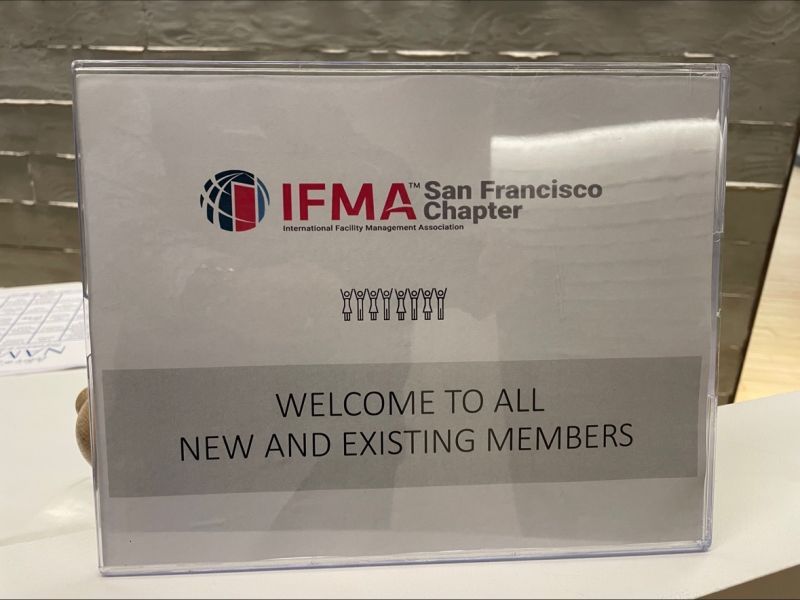 IFMA™ San Francisco
Chapter
International Facility Management Association
WELCOME TO ALL
NEW AND EXISTING MEMBERS